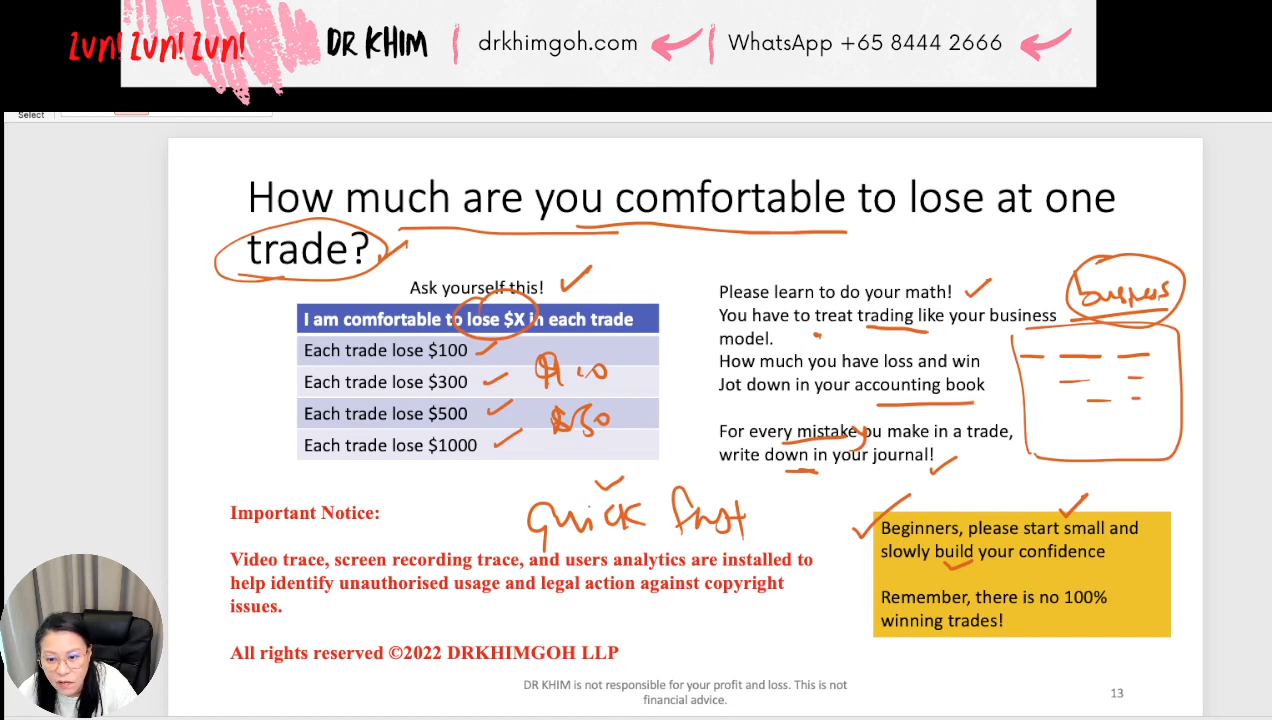 ZUN! ZUN! ZUN!
DR KHIM
drkhimgoh.com
WhatsApp +65 8444 2666
Select
How much are you comfortable to lose at one
trade?
Ask yourself this!
I am comfortable to lose $X in each trade
Each trade lose $100
Each trade lose $300
Each trade lose $500
Each trade lose $1000
$50
Please learn to do your math!
You have to treat trading like your business
model.
How much you have loss and win
Jot down in your accounting book
For every mistake you make in a trade,
write down in your journal!
business
quick fast
Important Notice:
Video trace, screen recording trace, and users analytics are installed to
help identify unauthorised usage and legal action against copyright
issues.
All rights reserved ©2022 DRKHIMGOH LLP
Beginners, please start small and
slowly build your confidence
Remember, there is no 100%
winning trades!
DR KHIM is not responsible for your profit and loss. This is not
financial advice.
13